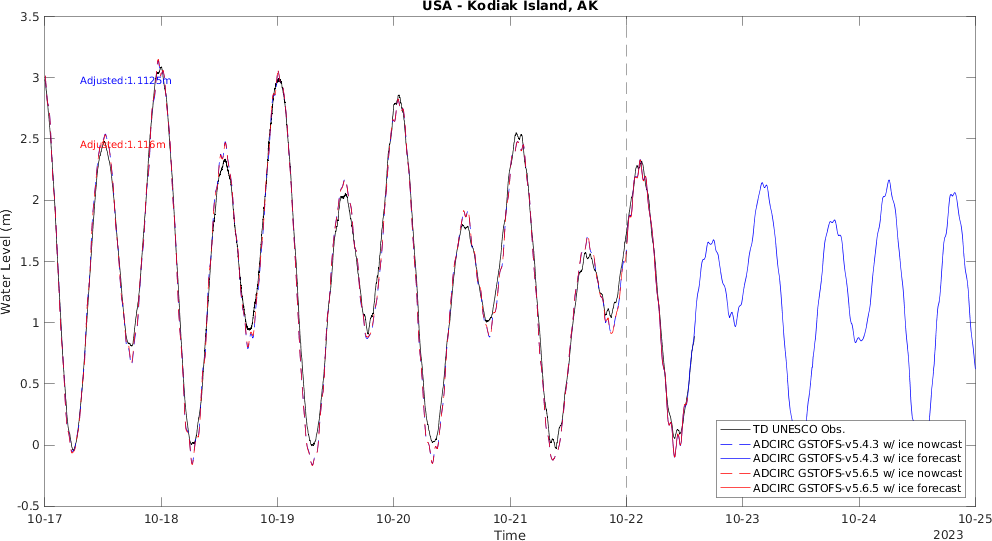 USA - Kodiak Island, AK
3.5
3
2.5
2
1.5
1
0.5
0
-0.5
Water Level (m)
Adjusted:1.1125m
Adjusted:1.116m
TD UNESCO Obs.
ADCIRC GSTOFS-v5.4.3 w/ ice nowcast
ADCIRC GSTOFS-v5.4.3 w/ ice forecast
ADCIRC GSTOFS-v5.6.5 w/ ice nowcast
ADCIRC GSTOFS-v5.6.5 w/ ice forecast
10-17 10-18 10-19 10-20 10-21 10-22 10-23 10-24 10-25
Time
2023